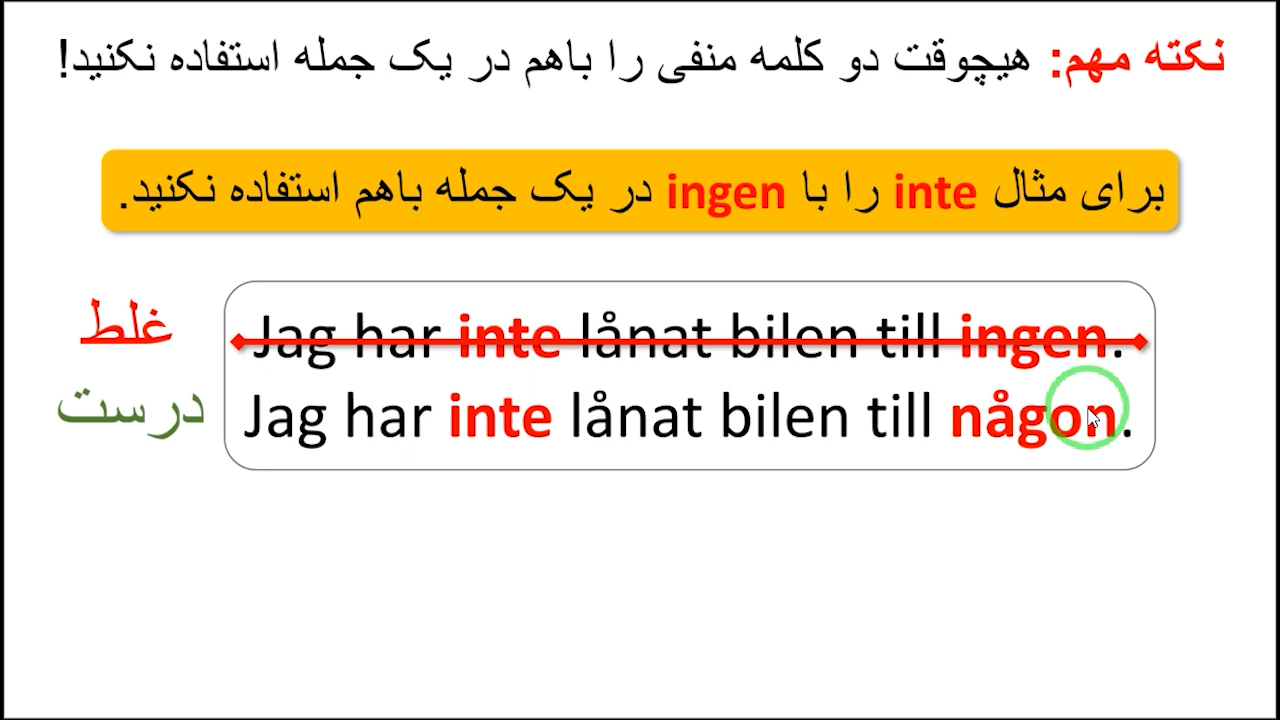 نکته مهم: هیچوقت دو کلمه منفی را باهم در یک جمله استفاده نکنید!
برای مثال inte را با ingen در یک جمله باهم استفاده نکنید.
غلط
Jag har inte lånat bilen till ingen.
درست
Jag har inte lånat bilen till någon.